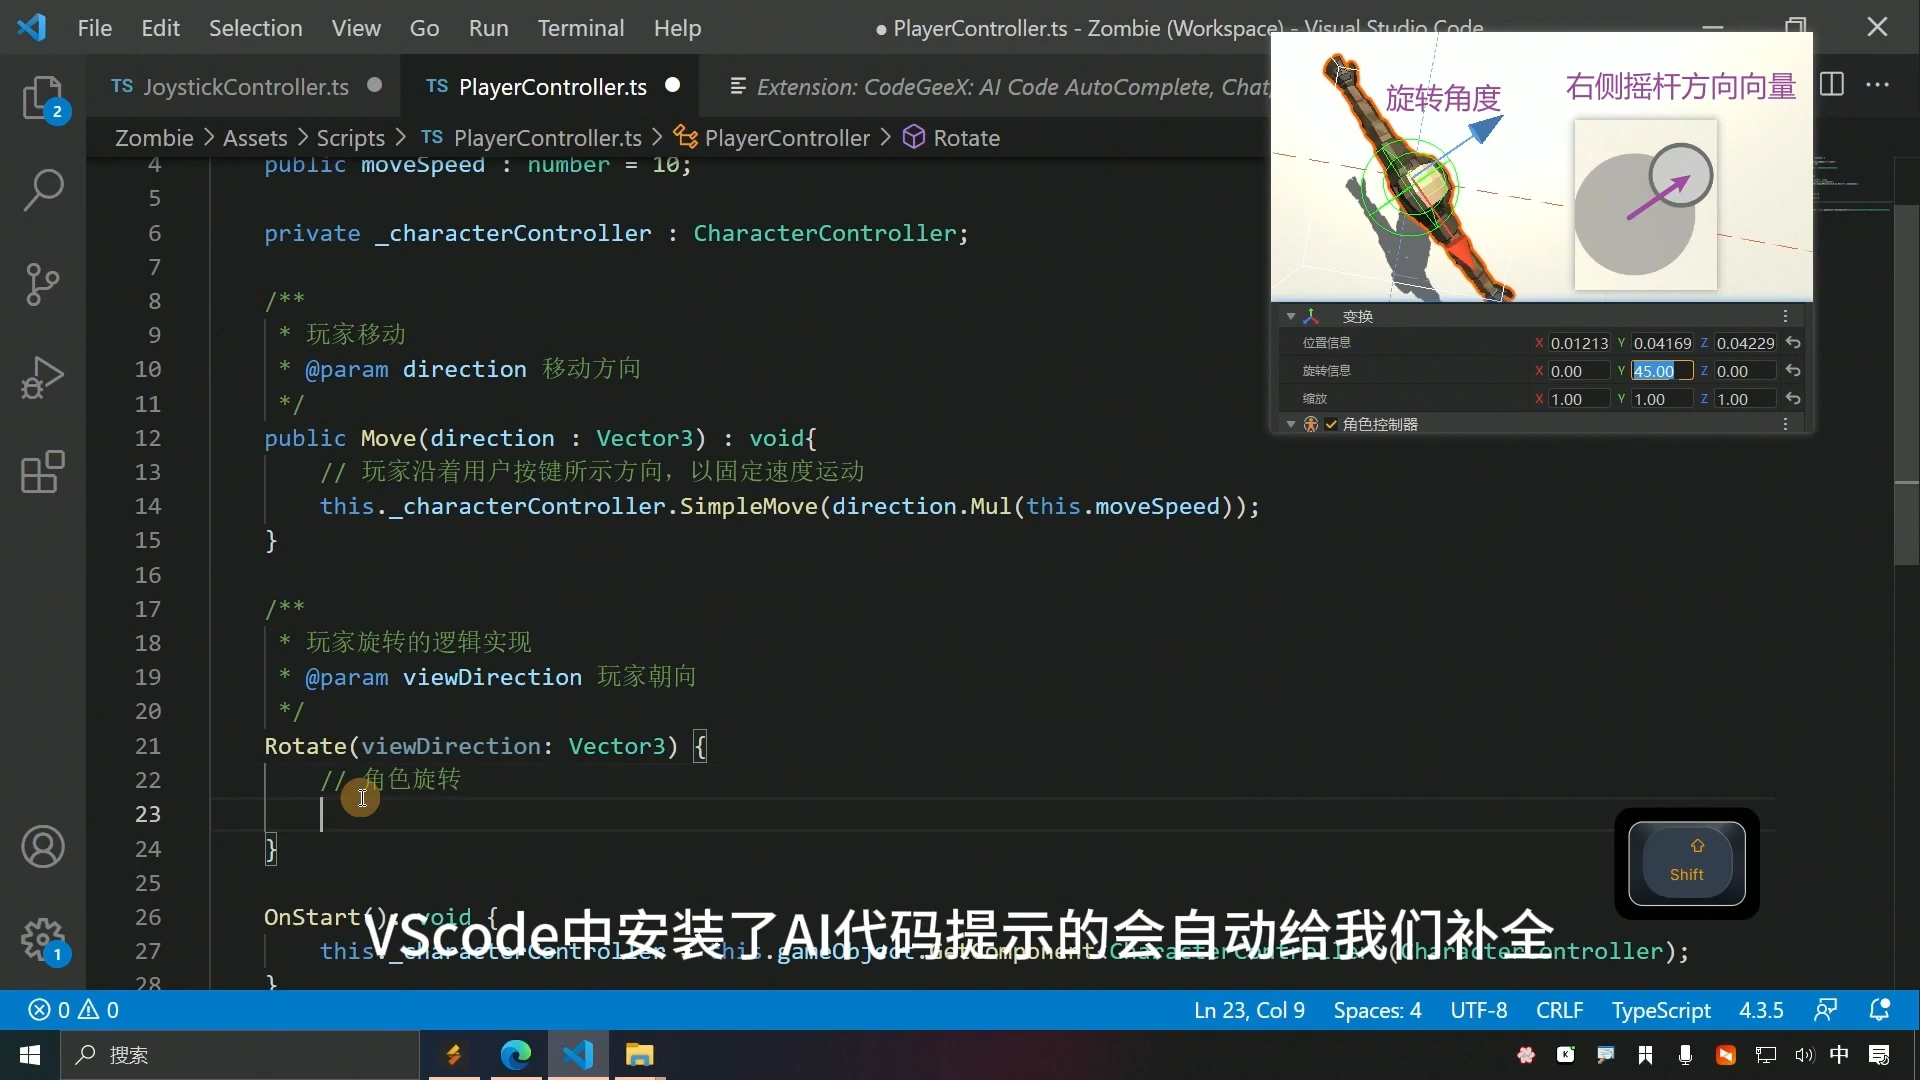 File Edit Selection View Go Run Terminal Help
● PlayerController.ts - Zombie (Workspace) - Visual Studio Code
TS JoystickController.ts
TS PlayerController.ts
Extension: CodeGeeX: AI Code AutoComplete, Chat,
Zombie > Assets > Scripts > TS PlayerController.ts > PlayerController > Rotate
2
4 public moveSpeed : number = 10;
5
6 private _characterController : CharacterController;
7
8 /**
9 * 玩家移动
10 * @param direction 移动方向
11 */
12 public Move(direction : Vector3) : void{
13 // 玩家沿着用户按键所示方向，以固定速度运动
14 this._characterController.SimpleMove(direction.Mul(this.moveSpeed));
15 }
16
17 /**
18 * 玩家旋转的逻辑实现
19 * @param viewDirection 玩家朝向
20 */
21 Rotate(viewDirection: Vector3) {
22 // 角色旋转
23
24 }
25
26 OnStart(): void {
27 this._characterController = this.gameObject.GetComponent<CharacterController>(CharacterController);
28 }
旋转角度
右侧摇杆方向向量
变换
位置信息 X 0.01213 Y 0.04169 Z 0.04229
旋转信息 X 0.00 Y 45.00 Z 0.00
缩放 X 1.00 Y 1.00 Z 1.00
角色控制器
Shift
VScode中安装了AI代码提示的会自动给我们补全
1
0 0
Ln 23, Col 9 Spaces: 4 UTF-8 CRLF TypeScript 4.3.5
搜索
K
中